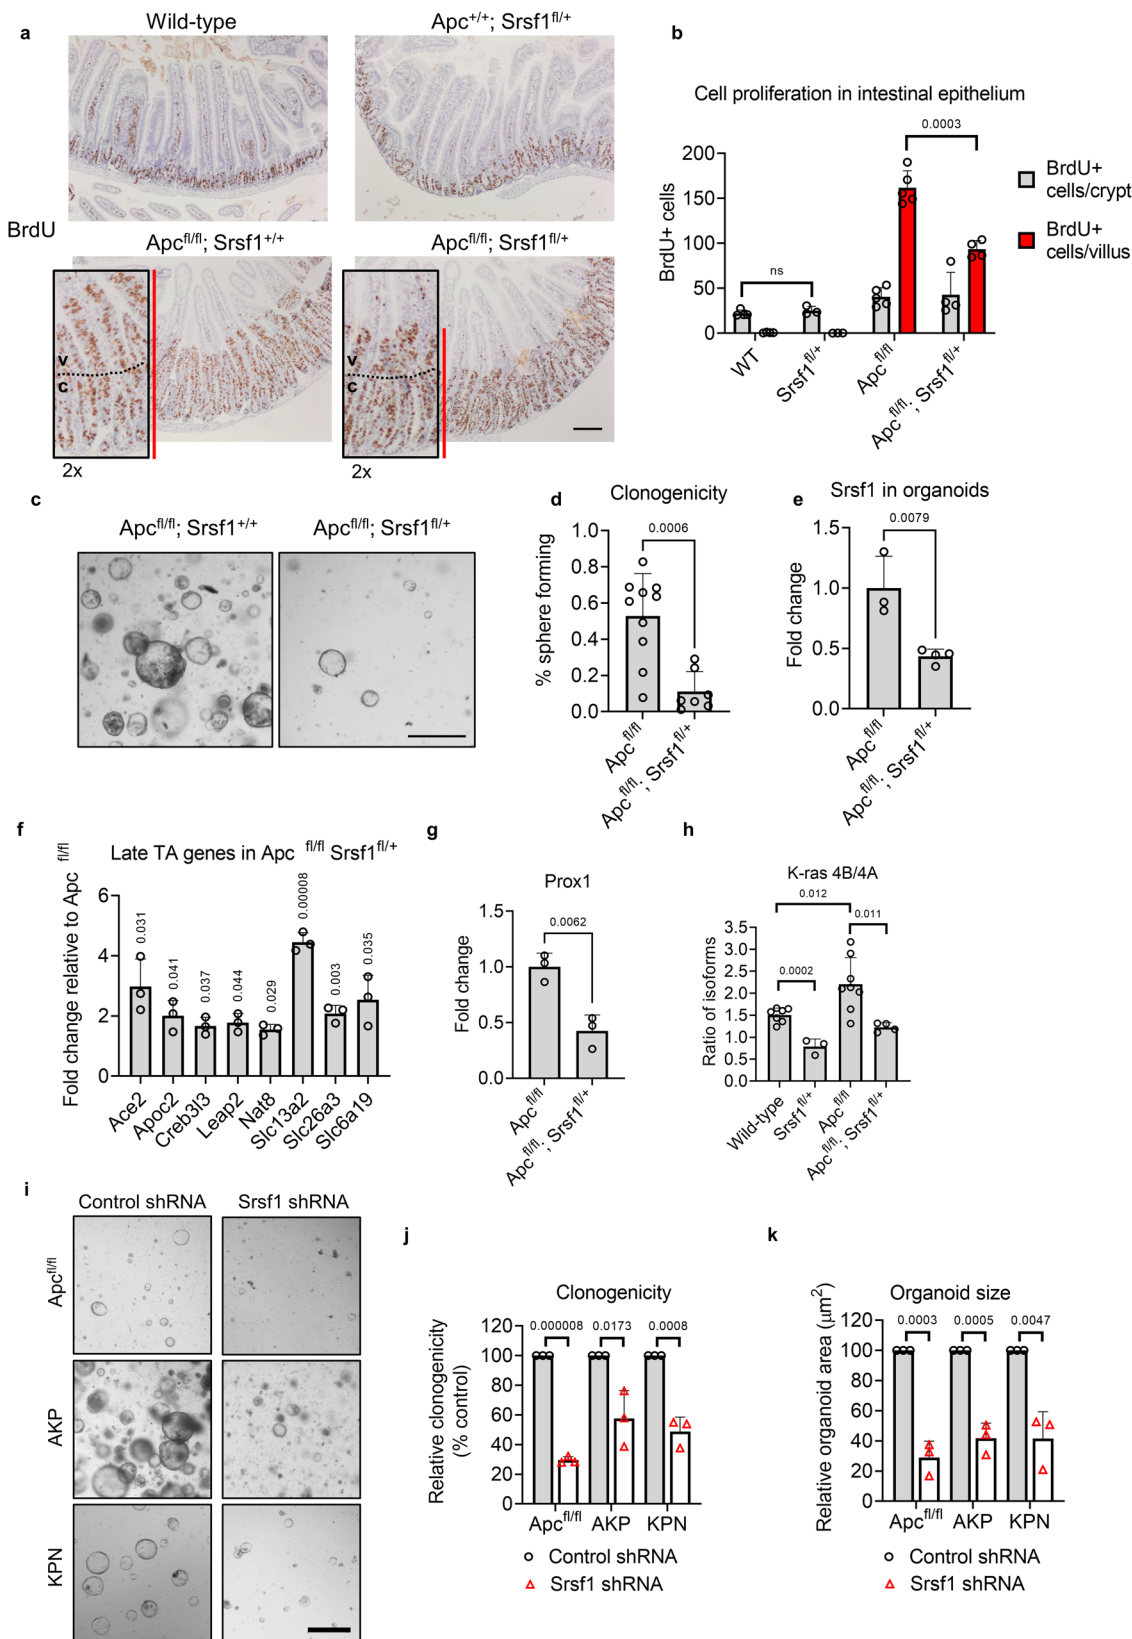 a
Wild-type
Apc+/+; Srsf1fl/+
BrdU
Apcfl/fl; Srsf1+/+
Apcfl/fl; Srsf1fl/+
v
c
2x
v
c
2x
b
Cell proliferation in intestinal epithelium
0.0003
ns
BrdU+ cells
200
150
100
50
0
WT
Srsf1fl/+
Apcfl/fl
Apcfl/fl; Srsf1fl/+
BrdU+
cells/crypt
BrdU+
cells/villus
c
Apcfl/fl; Srsf1+/+
Apcfl/fl; Srsf1fl/+
d
Clonogenicity
0.0006
% sphere forming
1.0
0.8
0.6
0.4
0.2
0.0
Apcfl/fl
Apcfl/fl; Srsf1fl/+
e
Srsf1 in organoids
0.0079
Fold change
1.5
1.0
0.5
0.0
Apcfl/fl
Apcfl/fl; Srsf1fl/+
f
Late TA genes in Apc fl/fl Srsf1fl/+
Fold change relative to Apc fl/fl
6
4
2
0
0.031
0.041
0.037
0.044
0.029
0.00008
0.003
0.035
Ace2
Apoc2
Creb3l3
Leap2
Nat8
Slc13a2
Slc26a3
Slc6a19
g
Prox1
0.0062
Fold change
1.5
1.0
0.5
0.0
Apcfl/fl
Apcfl/fl; Srsf1fl/+
h
K-ras 4B/4A
0.012
0.011
0.0002
Ratio of isoforms
3.5
3.0
2.5
2.0
1.5
1.0
0.5
0.0
Wild-type
Srsf1fl/+
Apcfl/fl
Apcfl/fl; Srsf1fl/+
i
Control shRNA
Srsf1 shRNA
Apcfl/fl
AKP
KPN
j
Clonogenicity
0.000008
0.0173
0.0008
Relative clonogenicity
(% control)
120
100
80
60
40
20
0
Apcfl/fl
AKP
KPN
Control shRNA
Srsf1 shRNA
k
Organoid size
0.0003
0.0005
0.0047
Relative organoid area (μm2)
120
100
80
60
40
20
0
Apcfl/fl
AKP
KPN
Control shRNA
Srsf1 shRNA